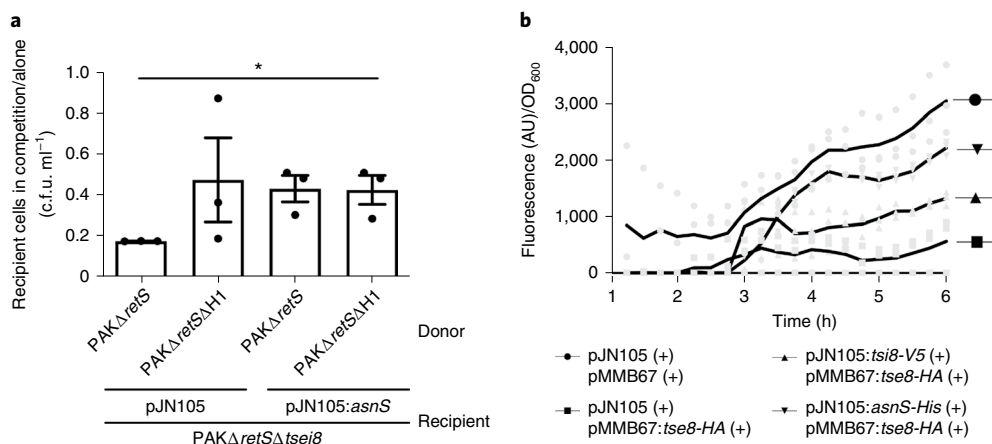 a
Recipient cells in competition/alone
(c.f.u. ml−1)
1.0
0.8
0.6
0.4
0.2
0
*
PAKΔretS
PAKΔretSΔH1
PAKΔretS
PAKΔretSΔH1
Donor
pJN105
pJN105:asnS
Recipient
PAKΔretSΔtsei8
b
Fluorescence (AU)/OD600
4,000
3,000
2,000
1,000
0
1
2
3
4
5
6
Time (h)
pJN105 (+)
pMMB67 (+)
pJN105 (+)
pMMB67:tse8-HA (+)
pJN105:tsi8-V5 (+)
pMMB67:tse8-HA (+)
pJN105:asnS-His (+)
pMMB67:tse8-HA (+)